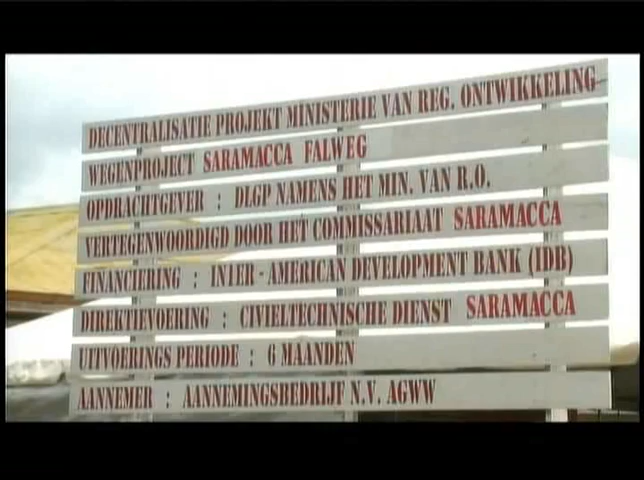 DECENTRALISATIE PROJEKT MINISTERIE VAN REG. ONTWIKKELING
WEGENPROJECT SARAMACCA FALWEG
OPDRACHTGEVER : DLGP NAMENS HET MIN. VAN R.O.
VERTEGENWOORDIGD DOOR HET COMMISSARIAAT SARAMACCA
FINANCIERING : INTER - AMERICAN DEVELOPMENT BANK (IDB)
DIREKTIEVOERING : CIVIELTECHNISCHE DIENST SARAMACCA
UITVOERINGS PERIODE : 6 MAANDEN
AANNEMER : AANNEMINGSBEDRIJF N.V. AGWW